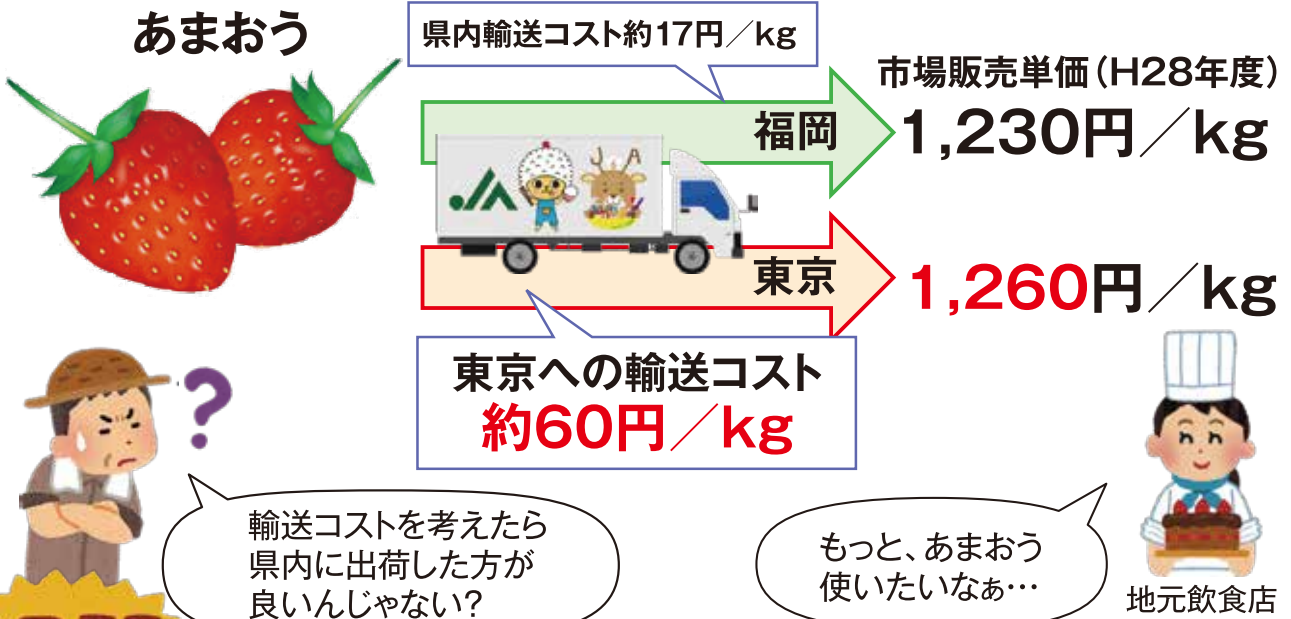 あまおう
県内輸送コスト約17円／kg
市場販売単価（H28年度）
福岡
1,230円／kg
JA
J A
東京
1,260円／kg
東京への輸送コスト
約60円／kg
?
輸送コストを考えたら
県内に出荷した方が
良いんじゃない?
もっと、あまおう
使いたいなぁ…
地元飲食店